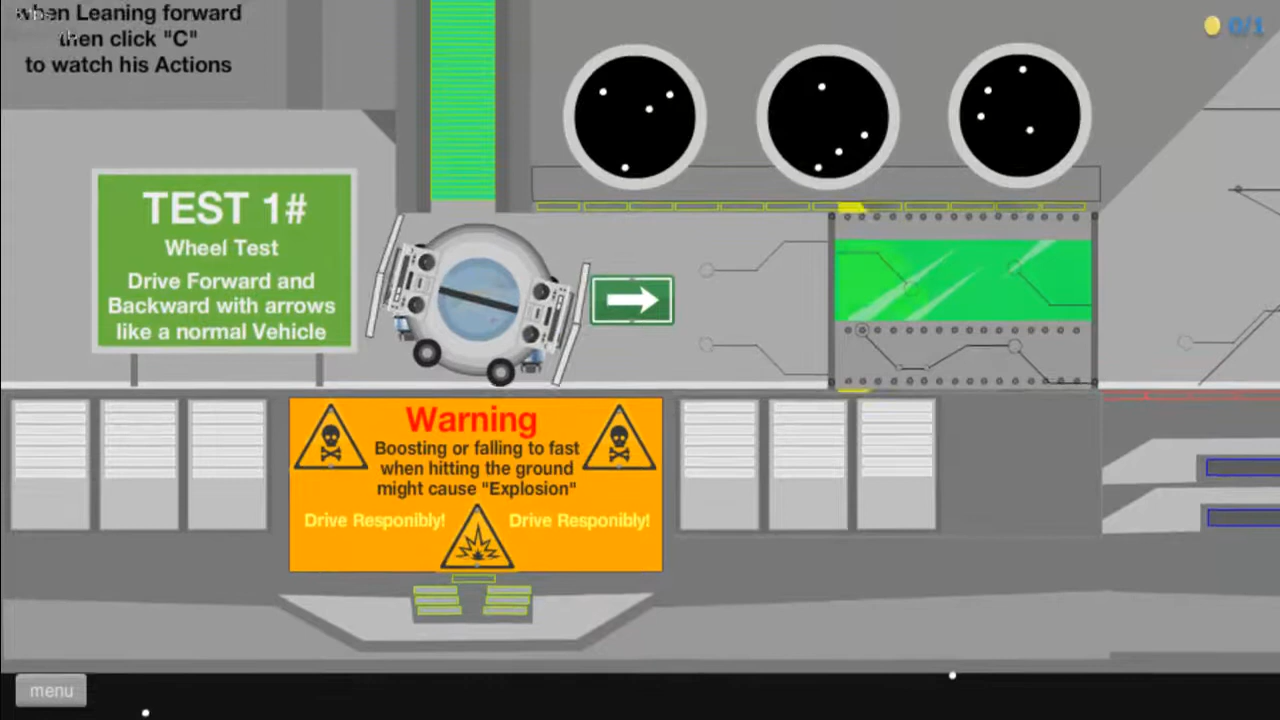 when Leaning forward
then click "C"
to watch his Actions
0/1
TEST 1#
Wheel Test
Drive Forward and
Backward with arrows
like a normal Vehicle
Warning
Boosting or falling to fast
when hitting the ground
might cause "Explosion"
Drive Responibly!
Drive Responibly!
menu